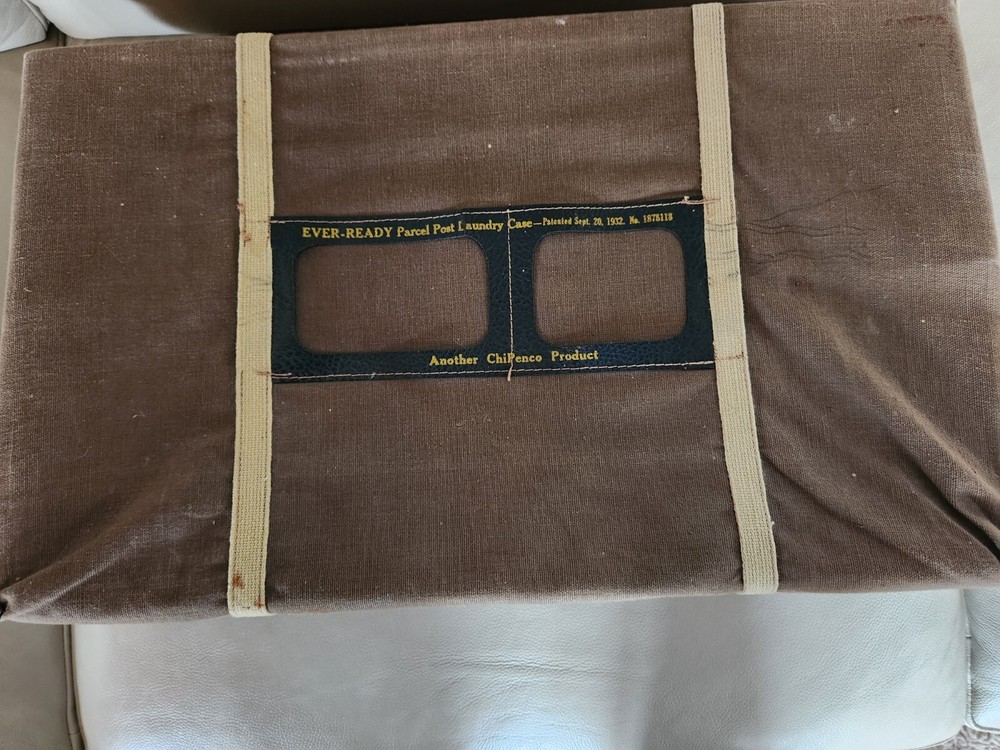 EVER-READY Parcel Post Laundry Case—Patented Sept. 20, 1932. No. 1878118
Another ChiPenco Product